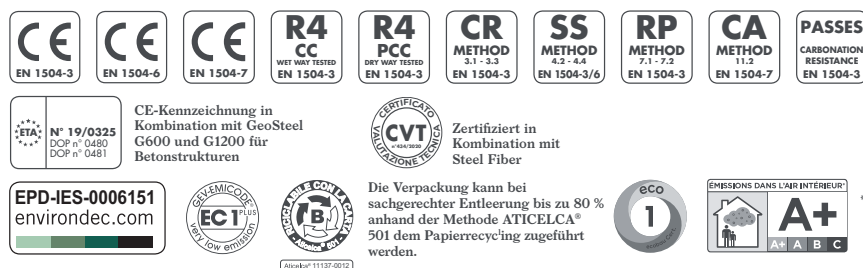 CE
EN 1504-3
CE
EN 1504-6
CE
EN 1504-7
R4
CC
WET WAY TESTED
EN 1504-3
R4
PCC
DRY WAY TESTED
EN 1504-3
CR
METHOD
3.1 - 3.3
EN 1504-3
SS
METHOD
4.2 - 4.4
EN 1504-3/6
RP
METHOD
7.1 - 7.2
EN 1504-3
CA
METHOD
11.2
EN 1504-7
PASSES
CARBONATION
RESISTANCE
EN 1504-3
ETA
N° 19/0325
DOP n° 0480
DOP n° 0481
CE-Kennzeichnung in
Kombination mit GeoSteel
G600 und G1200 für
Betonstrukturen
CERTIFICATO
CVT
n°434/2020
VALUTAZIONE TECNICA
Zertifiziert in
Kombination mit
Steel Fiber
EPD-IES-0006151
environdec.com
GEV-EMICODE
EC 1 PLUS
very low emission
RICICLABILE CON LA CARTA
B
- Aticelca® 501 -
Aticelca® 11137-0012
Die Verpackung kann bei
sachgerechter Entleerung bis zu 80 %
anhand der Methode ATICELCA®
501 dem Papierrecycling zugeführt
werden.
eco
1
ÉMISSIONS DANS L'AIR INTÉRIEUR*
A+
A+ A B C